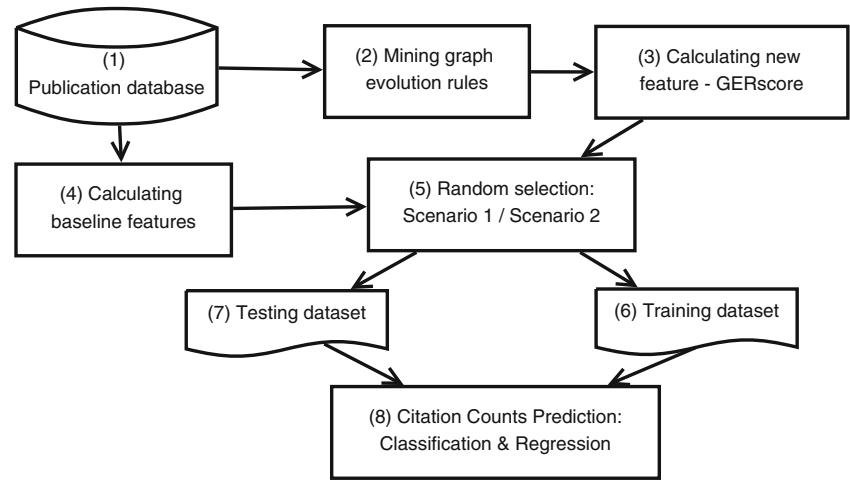 (1)
Publication database
(2) Mining graph
evolution rules
(3) Calculating new
feature - GERscore
(4) Calculating
baseline features
(5) Random selection:
Scenario 1 / Scenario 2
(7) Testing dataset
(6) Training dataset
(8) Citation Counts Prediction:
Classification & Regression